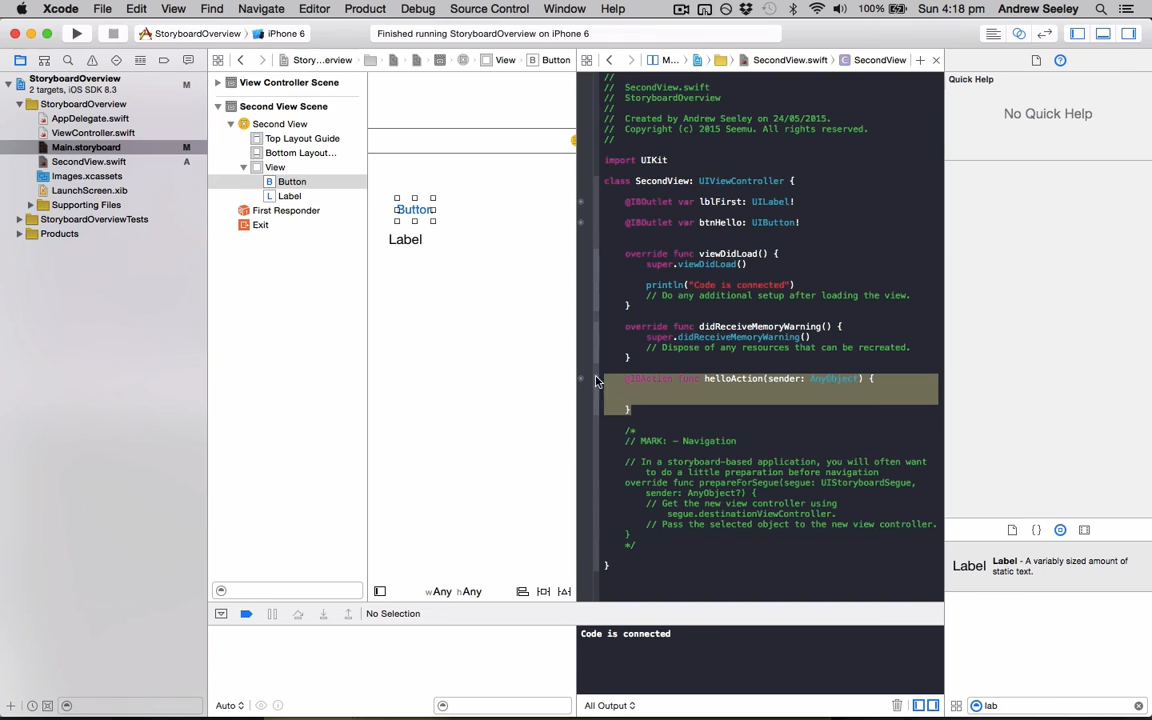 Xcode File Edit View Find Navigate Editor Product Debug Source Control Window Help 100% Sun 4:18 pm Andrew Seeley
StoryboardOverview iPhone 6
Finished running StoryboardOverview on iPhone 6
Story...erview View Button
M... SecondView.swift SecondView
StoryboardOverview
2 targets, iOS SDK 8.3
M
StoryboardOverview
AppDelegate.swift
ViewController.swift
Main.storyboard M
SecondView.swift A
Images.xcassets
LaunchScreen.xib
Supporting Files
StoryboardOverviewTests
Products
View Controller Scene
Second View Scene
Second View
Top Layout Guide
Bottom Layout...
View
B Button
L Label
First Responder
Exit
Button
Label
wAny hAny
//
// SecondView.swift
// StoryboardOverview
//
// Created by Andrew Seeley on 24/05/2015.
// Copyright (c) 2015 Seemu. All rights reserved.
//
import UIKit
class SecondView: UIViewController {
@IBOutlet var lblFirst: UILabel!
@IBOutlet var btnHello: UIButton!
override func viewDidLoad() {
super.viewDidLoad()
println("Code is connected")
// Do any additional setup after loading the view.
}
override func didReceiveMemoryWarning() {
super.didReceiveMemoryWarning()
// Dispose of any resources that can be recreated.
}
@IBAction func helloAction(sender: AnyObject) {
}
/*
// MARK: - Navigation
// In a storyboard-based application, you will often want
to do a little preparation before navigation
override func prepareForSegue(segue: UIStoryboardSegue,
sender: AnyObject?) {
// Get the new view controller using
segue.destinationViewController.
// Pass the selected object to the new view controller.
}
*/
}
Quick Help
No Quick Help
Label
Label - A variably sized amount of
static text.
No Selection
Code is connected
Auto
All Output
lab